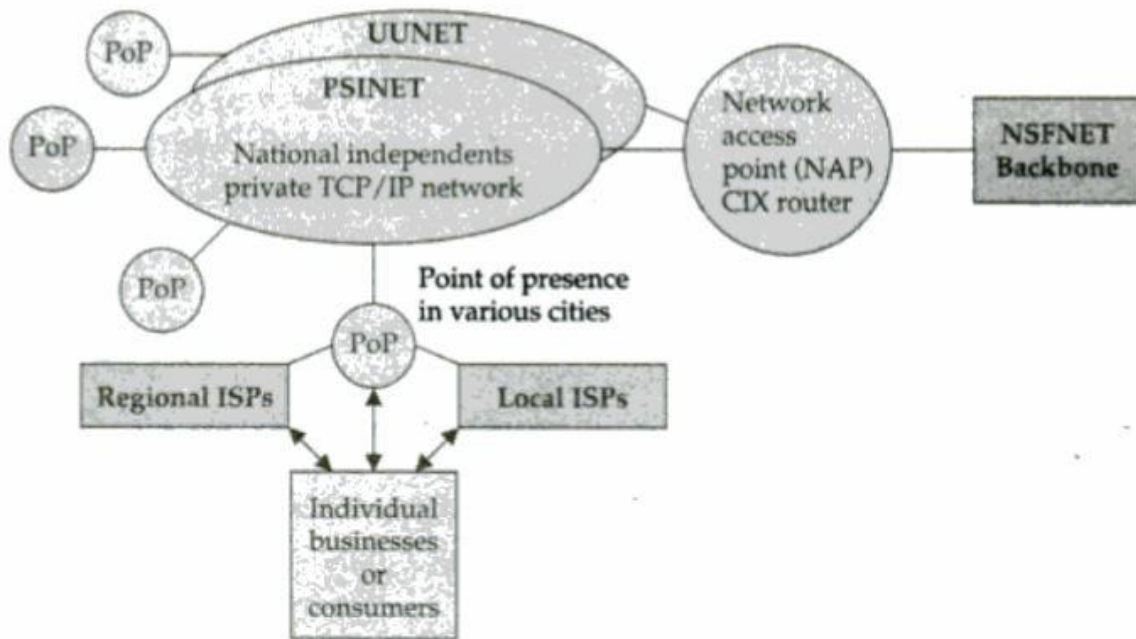 UUNET
PoP
PSINET
Network
access
point (NAP)
CIX router
NSFNET
Backbone
PoP
National independents
private TCP/IP network
PoP
Point of presence
in various cities
PoP
Regional ISPs
Local ISPs
Individual
businesses
or
consumers